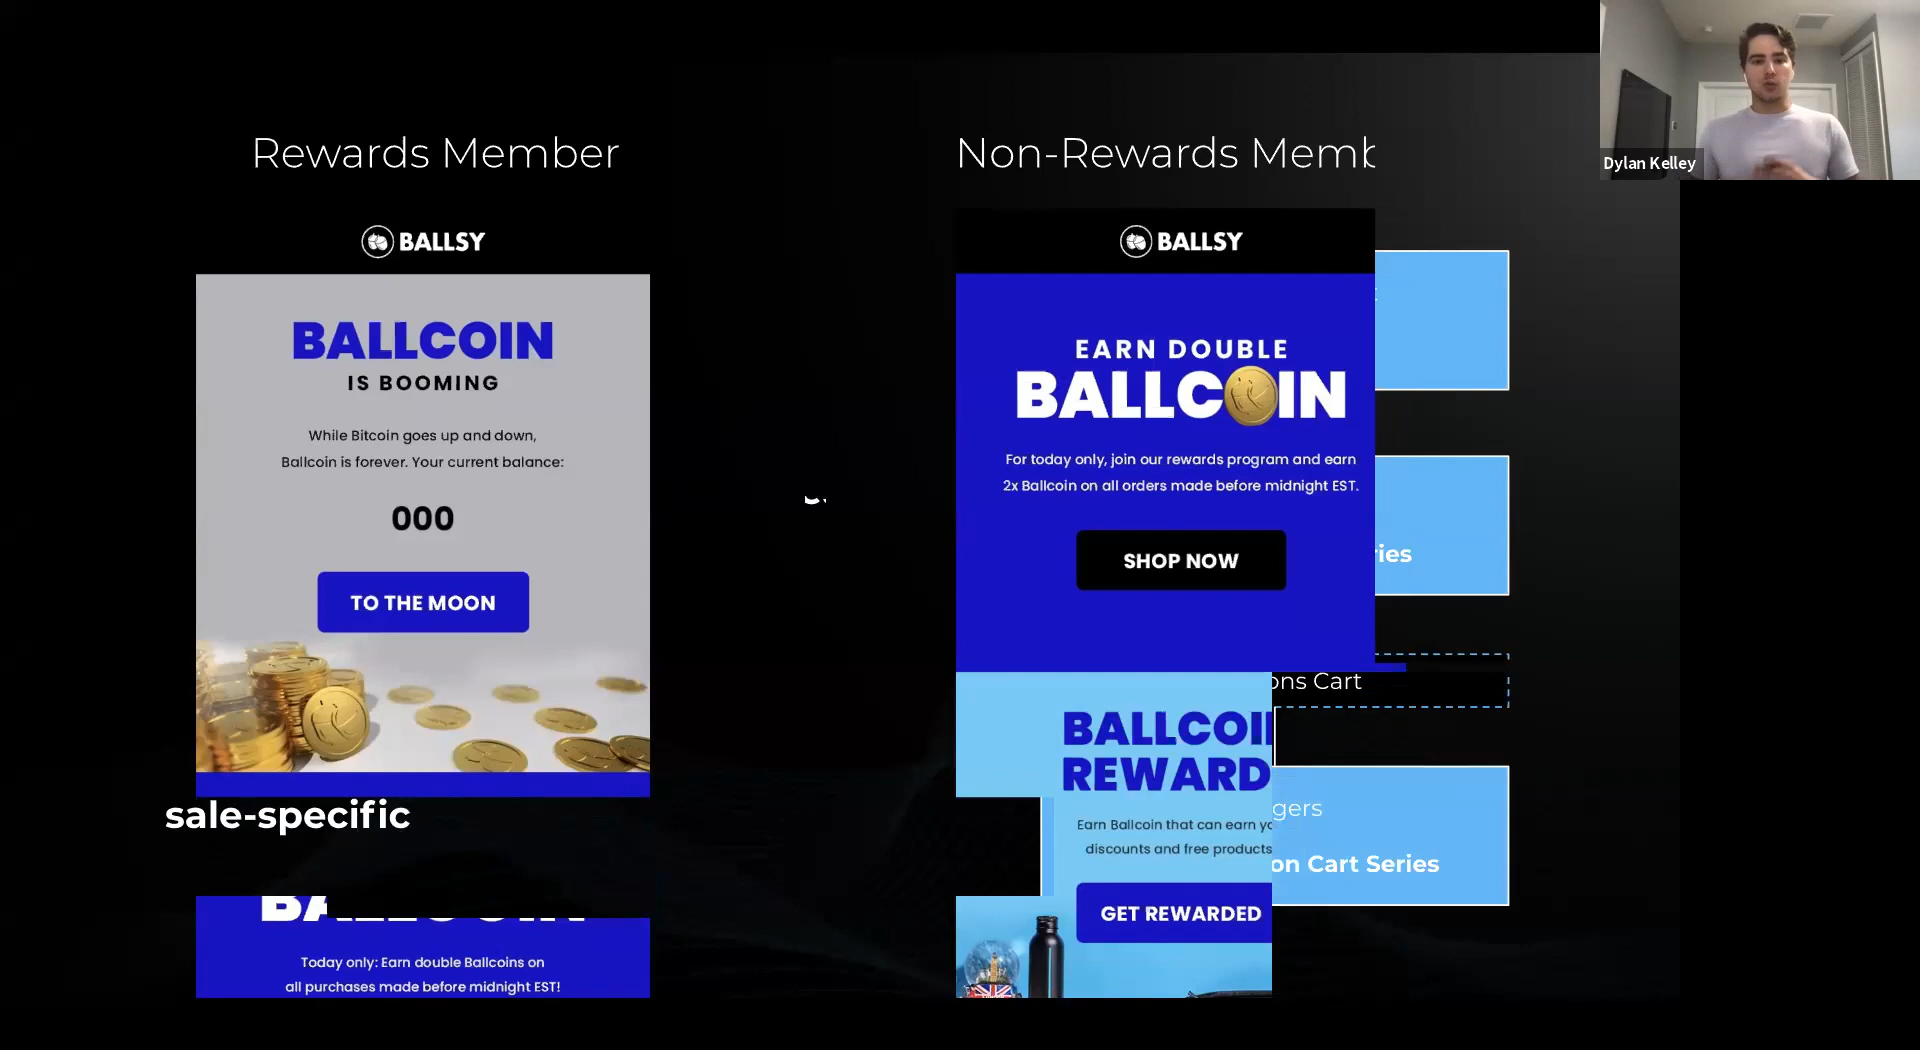 Rewards Member
BALLSY
BALLCOIN
IS BOOMING
While Bitcoin goes up and down,
Ballcoin is forever. Your current balance:
000
TO THE MOON
sale-specific
Today only: Earn double Ballcoins on
all purchases made before midnight EST!
Non-Rewards Memb
BALLSY
EARN DOUBLE
BALLCOIN
For today only, join our rewards program and earn
2x Ballcoin on all orders made before midnight EST.
SHOP NOW
BALLCOI
REWARD
Earn Ballcoin that can earn yo
discounts and free products
GET REWARDED
ries
ons Cart
gers
on Cart Series
Dylan Kelley